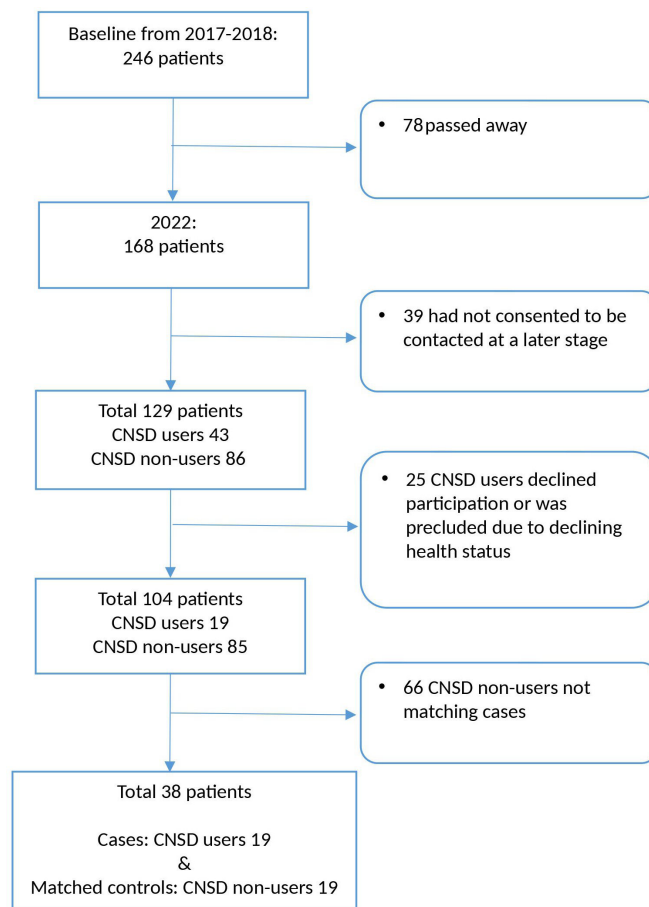 Baseline from 2017-2018:
246 patients
• 78passed away
2022:
168 patients
• 39 had not consented to be
contacted at a later stage
Total 129 patients
CNSD users 43
CNSD non-users 86
• 25 CNSD users declined
participation or was
precluded due to declining
health status
Total 104 patients
CNSD users 19
CNSD non-users 85
• 66 CNSD non-users not
matching cases
Total 38 patients
Cases: CNSD users 19
&
Matched controls: CNSD non-users 19